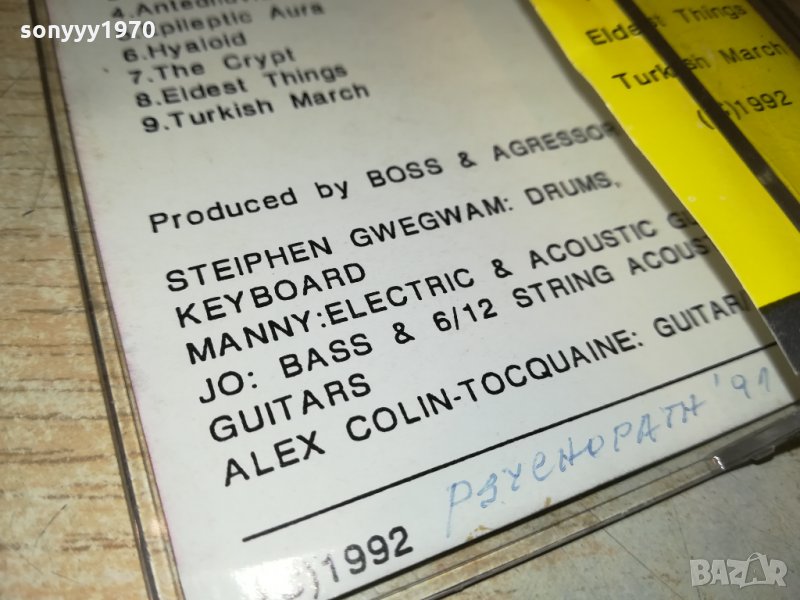 sonyyy1970
5.Epileptic Aura
6.Hyaloid
7.The Crypt
8.Eldest Things
9.Turkish March
Produced by BOSS & AGRESSOR
STEIPHEN GWEGWAM: DRUMS,
KEYBOARD
MANNY:ELECTRIC & ACOUSTIC
JO: BASS & 6/12 STRING
GUITARS
ALEX COLIN-TOCQUAINE: GUITAR
PSYCHOPATH '91
1992
Eldest Things
Turkish March
1992
BAZAR